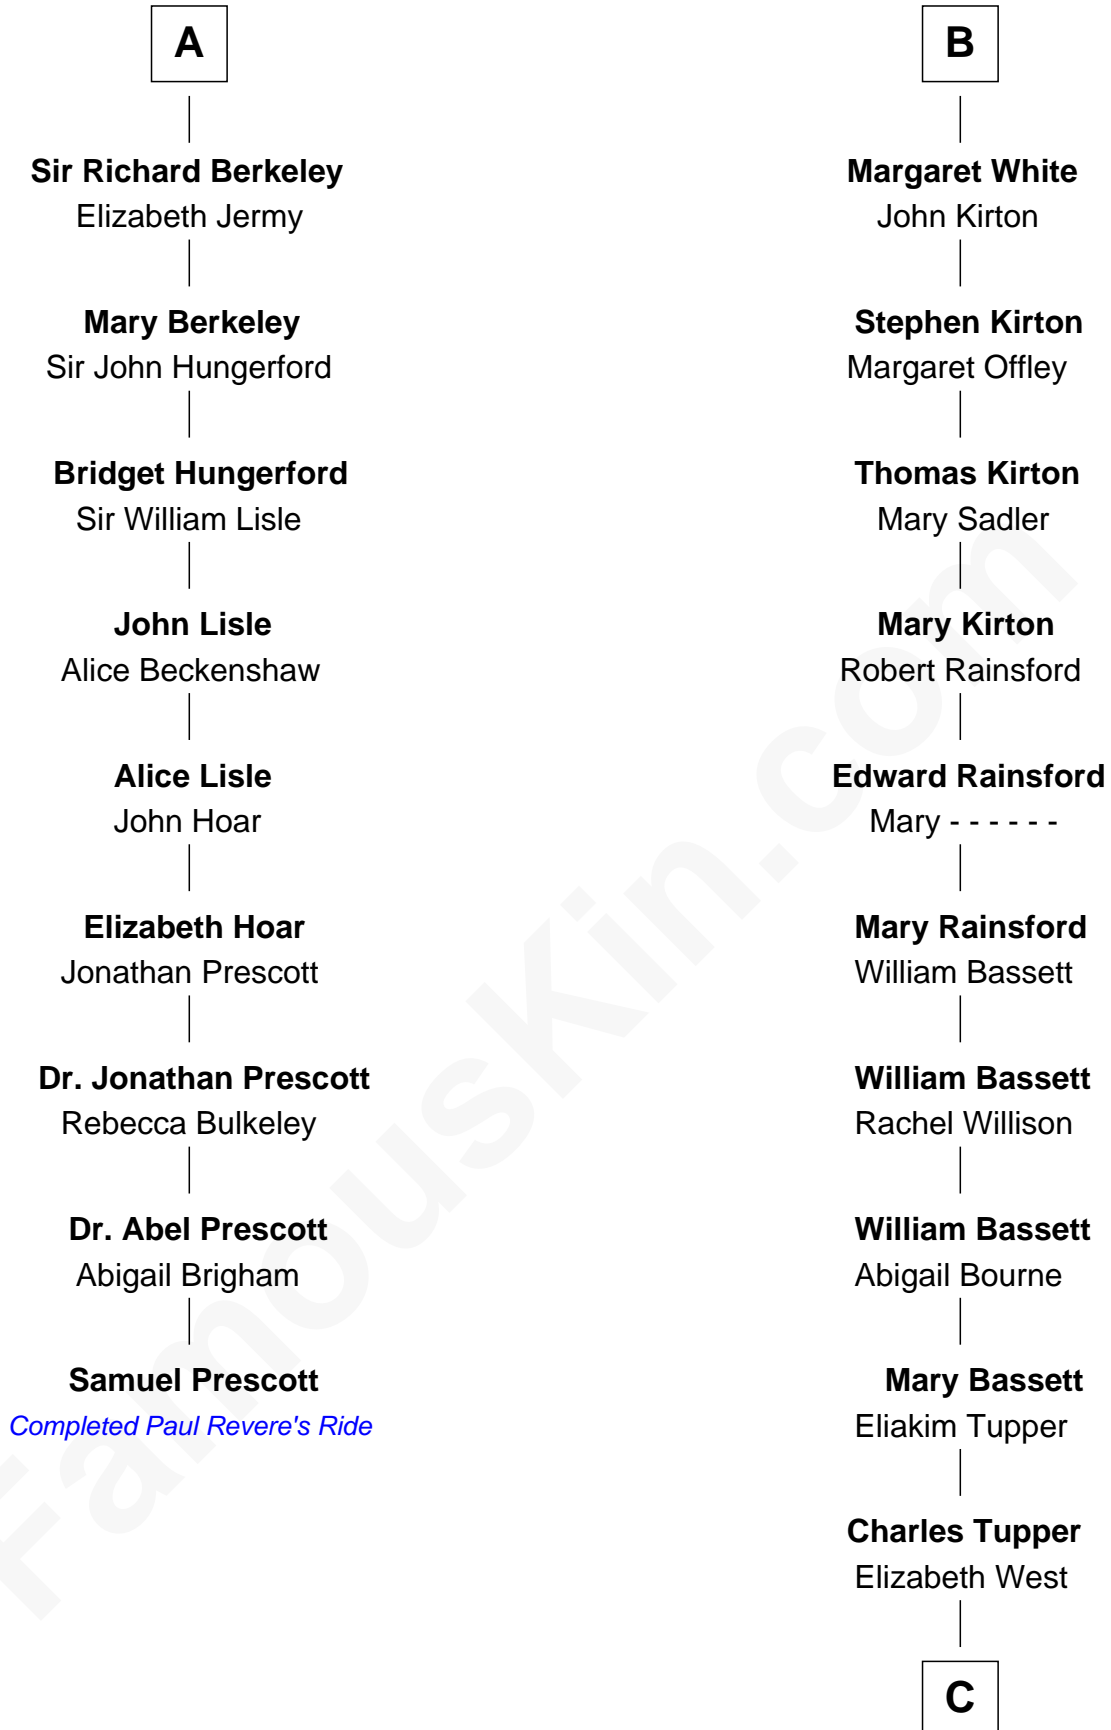 A
Sir Richard Berkeley
Elizabeth Jermy
Mary Berkeley
Sir John Hungerford
Bridget Hungerford
Sir William Lisle
John Lisle
Alice Beckenshaw
Alice Lisle
John Hoar
Elizabeth Hoar
Jonathan Prescott
Dr. Jonathan Prescott
Rebecca Bulkeley
Dr. Abel Prescott
Abigail Brigham
Samuel Prescott
Completed Paul Revere's Ride
B
Margaret White
John Kirton
Stephen Kirton
Margaret Offley
Thomas Kirton
Mary Sadler
Mary Kirton
Robert Rainsford
Edward Rainsford
Mary - - - - - -
Mary Rainsford
William Bassett
William Bassett
Rachel Willison
William Bassett
Abigail Bourne
Mary Bassett
Eliakim Tupper
Charles Tupper
Elizabeth West
C
FamousKin.com